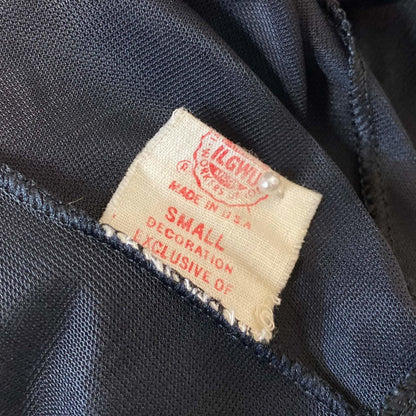 ILGWU
®
MADE IN U.S.A.
SMALL
DECORATION
EXCLUSIVE OF